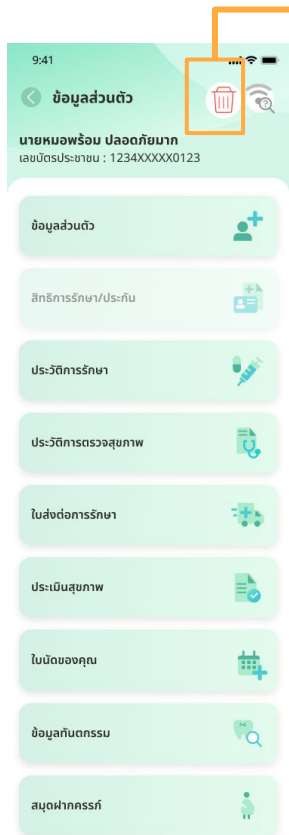 9:41
ข้อมูลส่วนตัว
นายหมอพร้อม ปลอดภัยมาก
เลขบัตรประชาชน : 1234XXXXX0123
ข้อมูลส่วนตัว
สิทธิการรักษา/ประกัน
ประวัติการรักษา
ประวัติการตรวจสุขภาพ
ใบส่งต่อการรักษา
ประเมินสุขภาพ
ใบนัดของคุณ
ข้อมูลทันตกรรม
สมุดฝากครรภ์